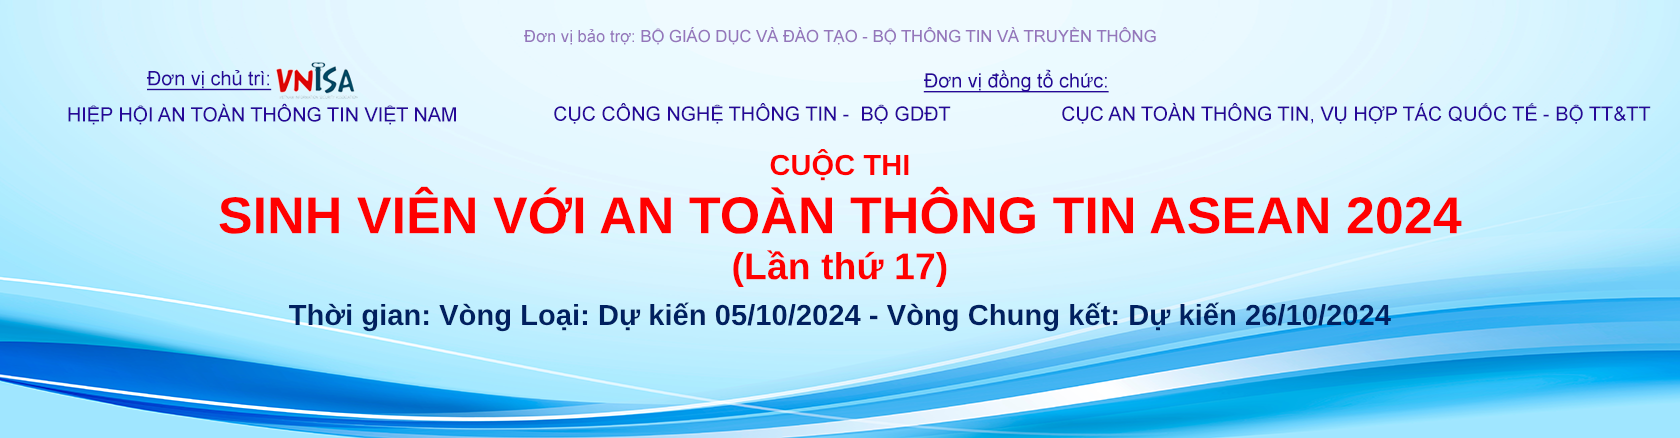 Đơn vị bảo trợ: BỘ GIÁO DỤC VÀ ĐÀO TẠO - BỘ THÔNG TIN VÀ TRUYỀN THÔNG
Đơn vị chủ trì: VNISA
HIỆP HỘI AN TOÀN THÔNG TIN VIỆT NAM
Đơn vị đồng tổ chức:
CỤC CÔNG NGHỆ THÔNG TIN - BỘ GDĐT
CỤC AN TOÀN THÔNG TIN, VỤ HỢP TÁC QUỐC TẾ - BỘ TT&TT
CUỘC THI
SINH VIÊN VỚI AN TOÀN THÔNG TIN ASEAN 2024
(Lần thứ 17)
Thời gian: Vòng Loại: Dự kiến 05/10/2024 - Vòng Chung kết: Dự kiến 26/10/2024